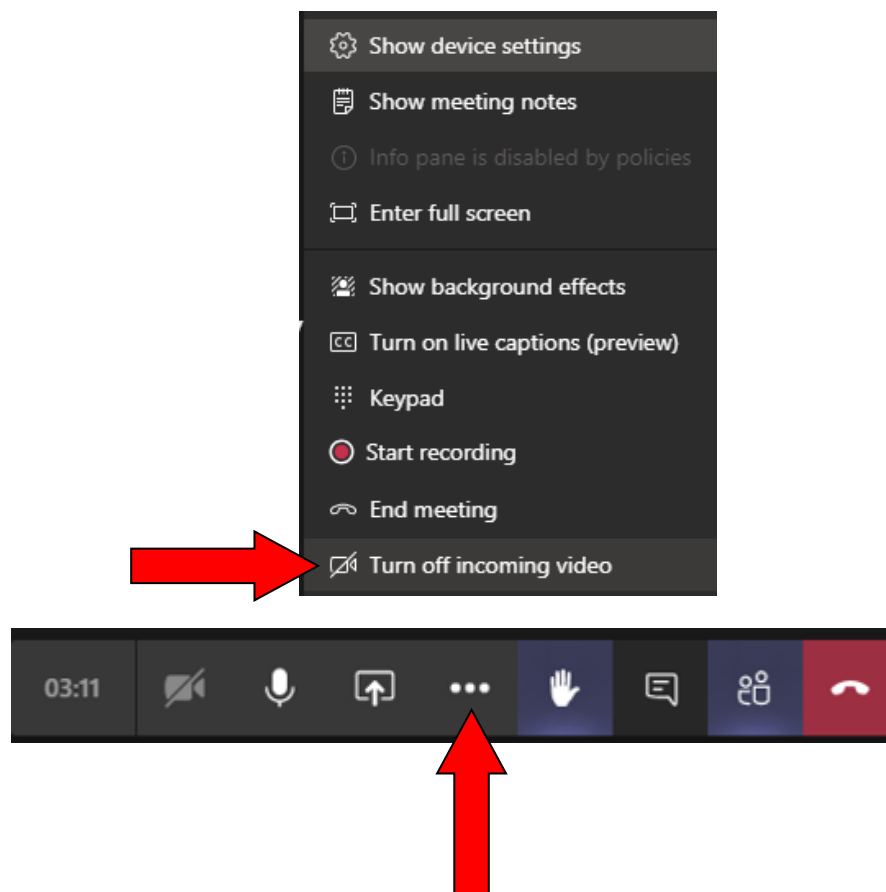 Show device settings
Show meeting notes
Info pane is disabled by policies
Enter full screen
Show background effects
CC Turn on live captions (preview)
Keypad
Start recording
End meeting
Turn off incoming video
03:11